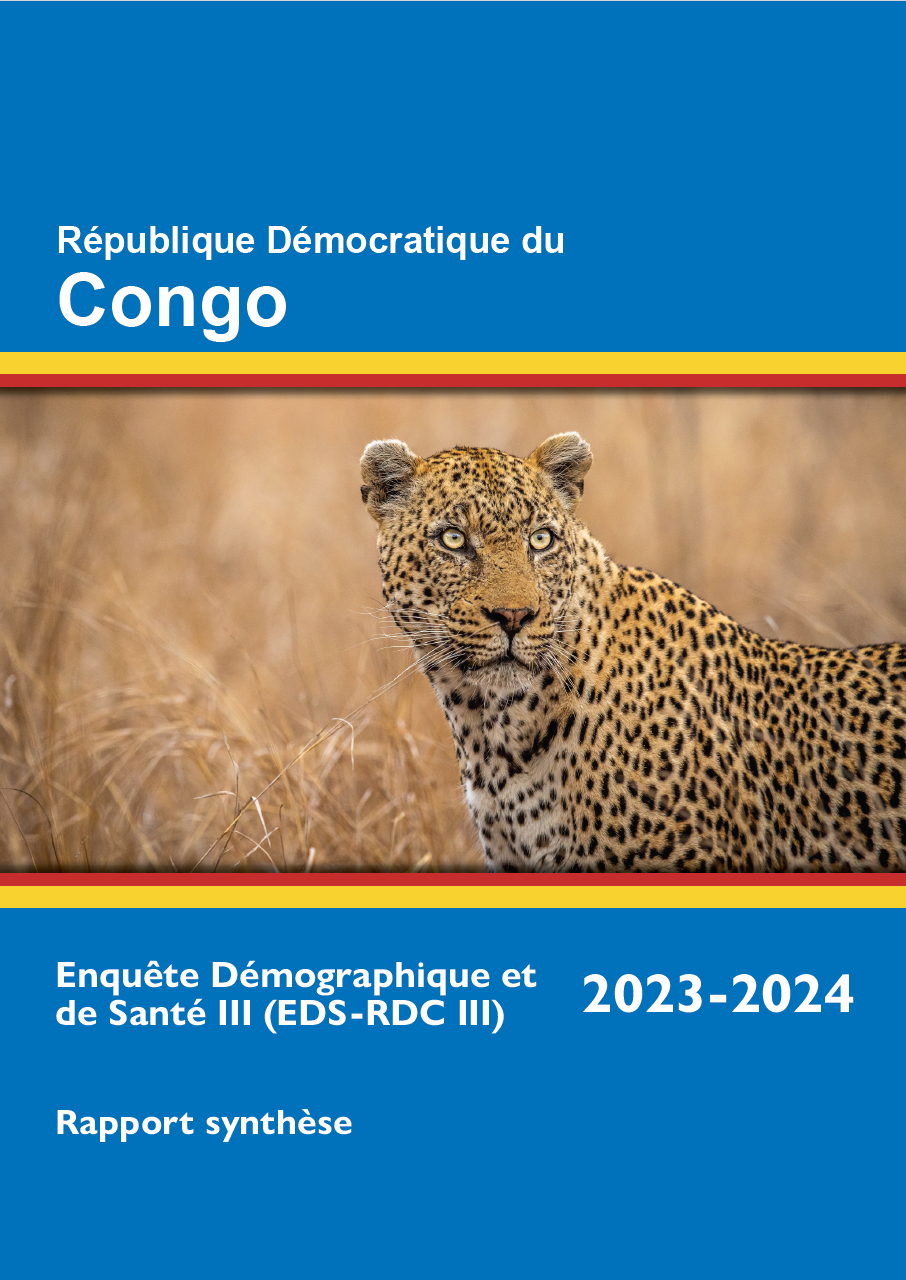 République Démocratique du
Congo
Enquête Démographique et
de Santé III (EDS-RDC III)
2023-2024
Rapport synthèse